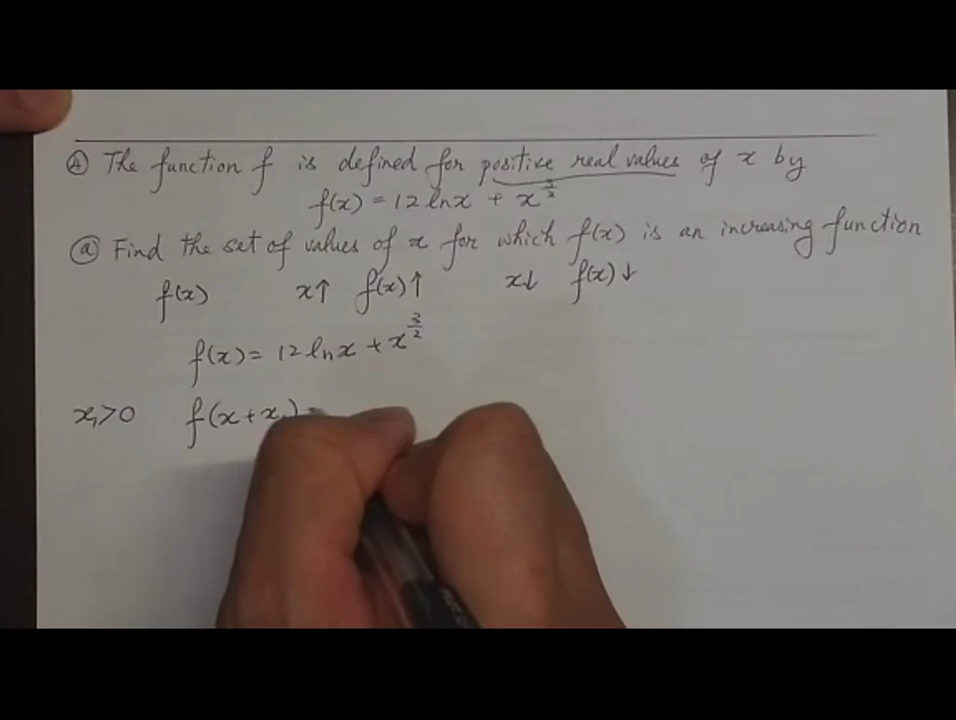 ④ The function f is defined for positive real values of x by
f(x) = 12 ln x + x^{3/2}
ⓐ Find the set of values of x for which f(x) is an increasing function
f(x) x↑ f(x)↑ x↓ f(x)↓
f(x) = 12 ln x + x^{3/2}
x₁>0 f(x+x₁) =